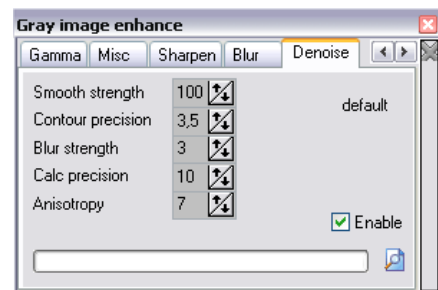 Gray image enhance
Gamma Misc Sharpen Blur Denoise
Smooth strength 100
default
Contour precision 3,5
Blur strength 3
Calc precision 10
Anisotropy 7
Enable